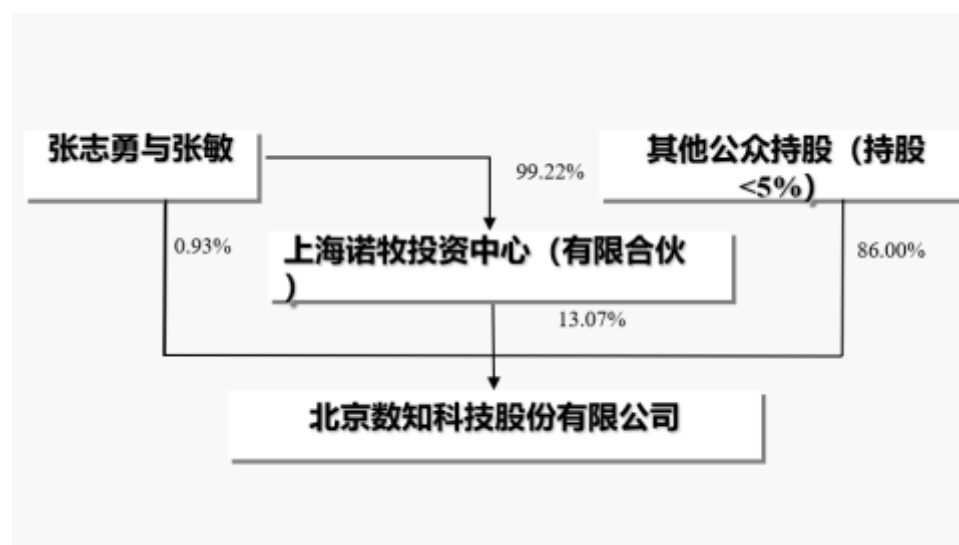 张志勇与张敏
其他公众持股（持股
<5%）
99.22%
0.93%
上海诺牧投资中心（有限合伙
）
86.00%
13.07%
北京数知科技股份有限公司